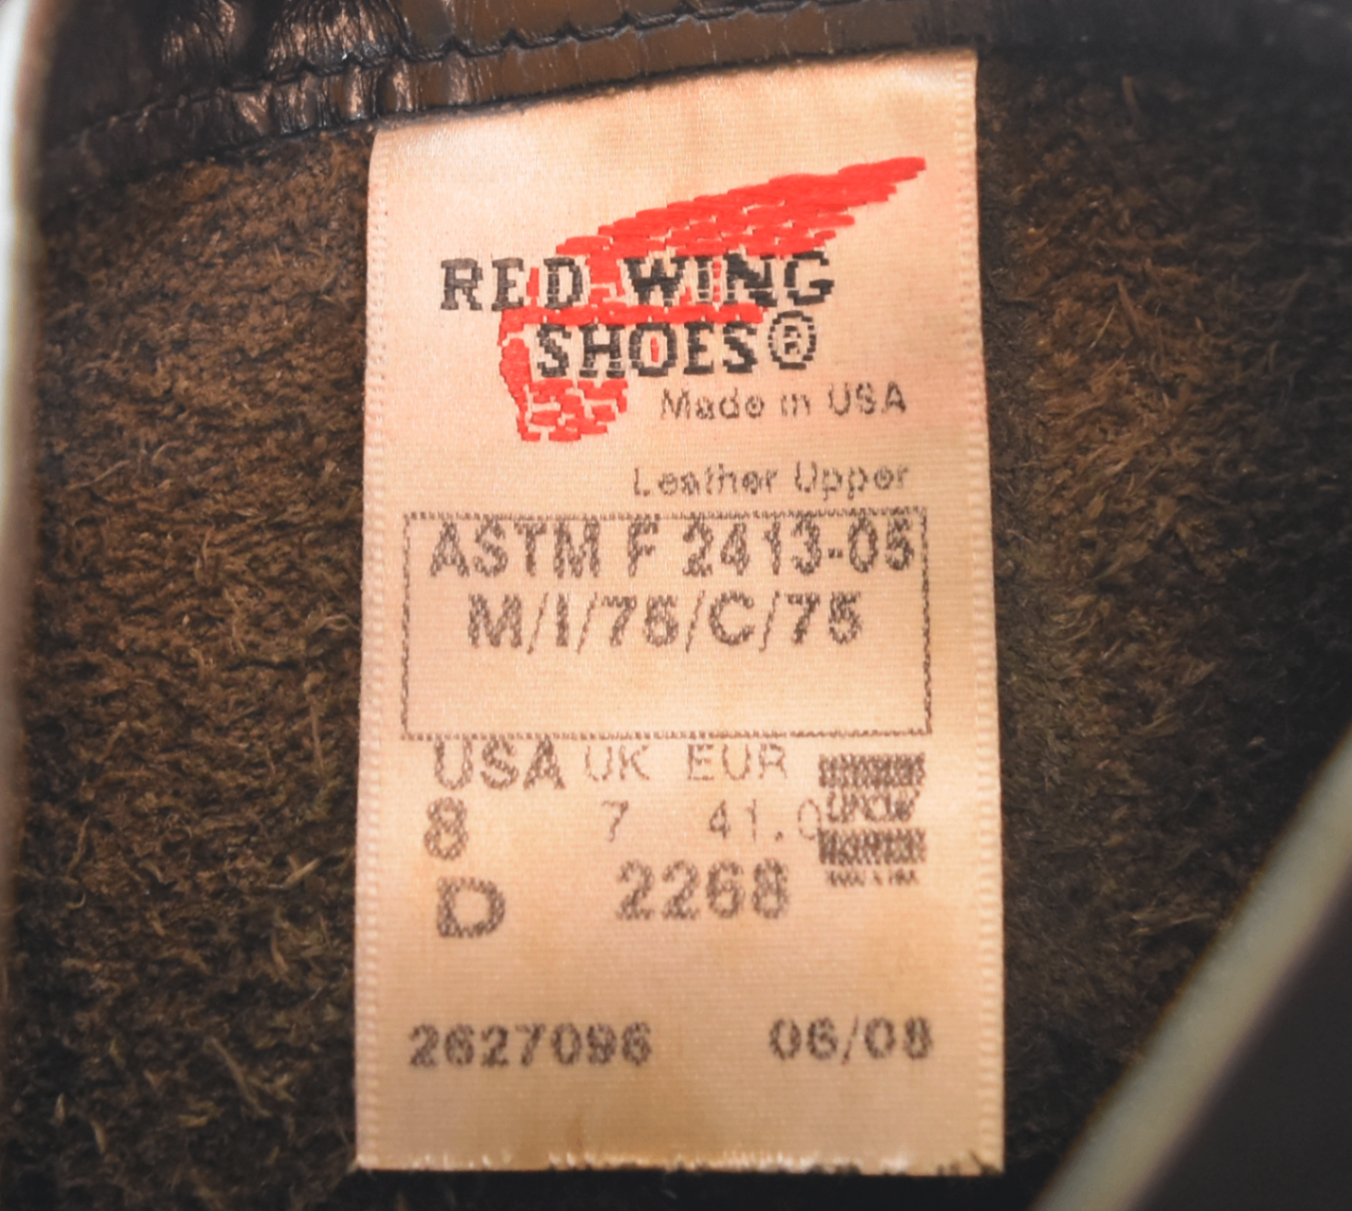 RED WING
SHOES®
Made in USA
Leather Upper
ASTM F 2413-05
M/I/75/C/75
USA UK EUR
8 7 41.0
UFCW
D 2268
2627096 06/08